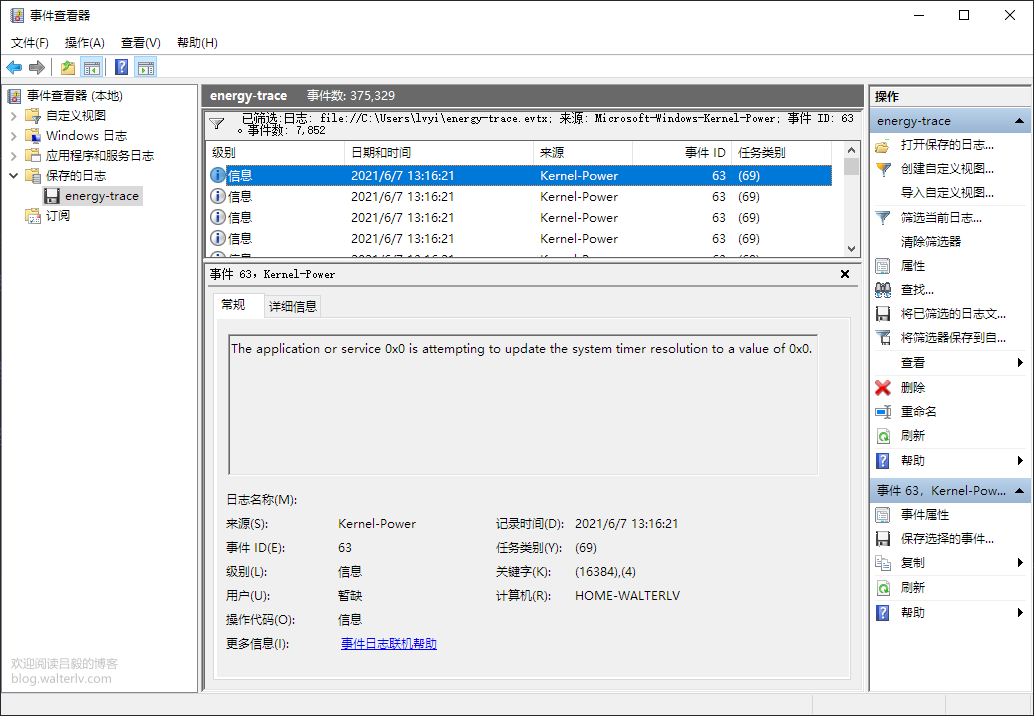 事件查看器
文件(F) 操作(A) 查看(V) 帮助(H)
事件查看器 (本地)
自定义视图
Windows 日志
应用程序和服务日志
保存的日志
energy-trace
订阅
欢迎阅读吕毅的博客
blog.walterlv.com
energy-trace 事件数: 375,329
已筛选:日志: file://C:\Users\lvyi\energy-trace.evtx; 来源: Microsoft-Windows-Kernel-Power; 事件 ID: 63
。事件数: 7,852
级别 日期和时间 来源 事件 ID 任务类别
信息 2021/6/7 13:16:21 Kernel-Power 63 (69)
信息 2021/6/7 13:16:21 Kernel-Power 63 (69)
信息 2021/6/7 13:16:21 Kernel-Power 63 (69)
信息 2021/6/7 13:16:21 Kernel-Power 63 (69)
事件 63，Kernel-Power
常规 详细信息
The application or service 0x0 is attempting to update the system timer resolution to a value of 0x0.
日志名称(M):
来源(S): Kernel-Power 记录时间(D): 2021/6/7 13:16:21
事件 ID(E): 63 任务类别(Y): (69)
级别(L): 信息 关键字(K): (16384),(4)
用户(U): 暂缺 计算机(R): HOME-WALTERLV
操作代码(O): 信息
更多信息(I): 事件日志联机帮助
操作
energy-trace
打开保存的日志...
创建自定义视图...
导入自定义视图...
筛选当前日志...
清除筛选器
属性
查找...
将已筛选的日志文...
将筛选器保存到自...
查看
删除
重命名
刷新
帮助
事件 63，Kernel-Pow...
事件属性
保存选择的事件...
复制
刷新
帮助